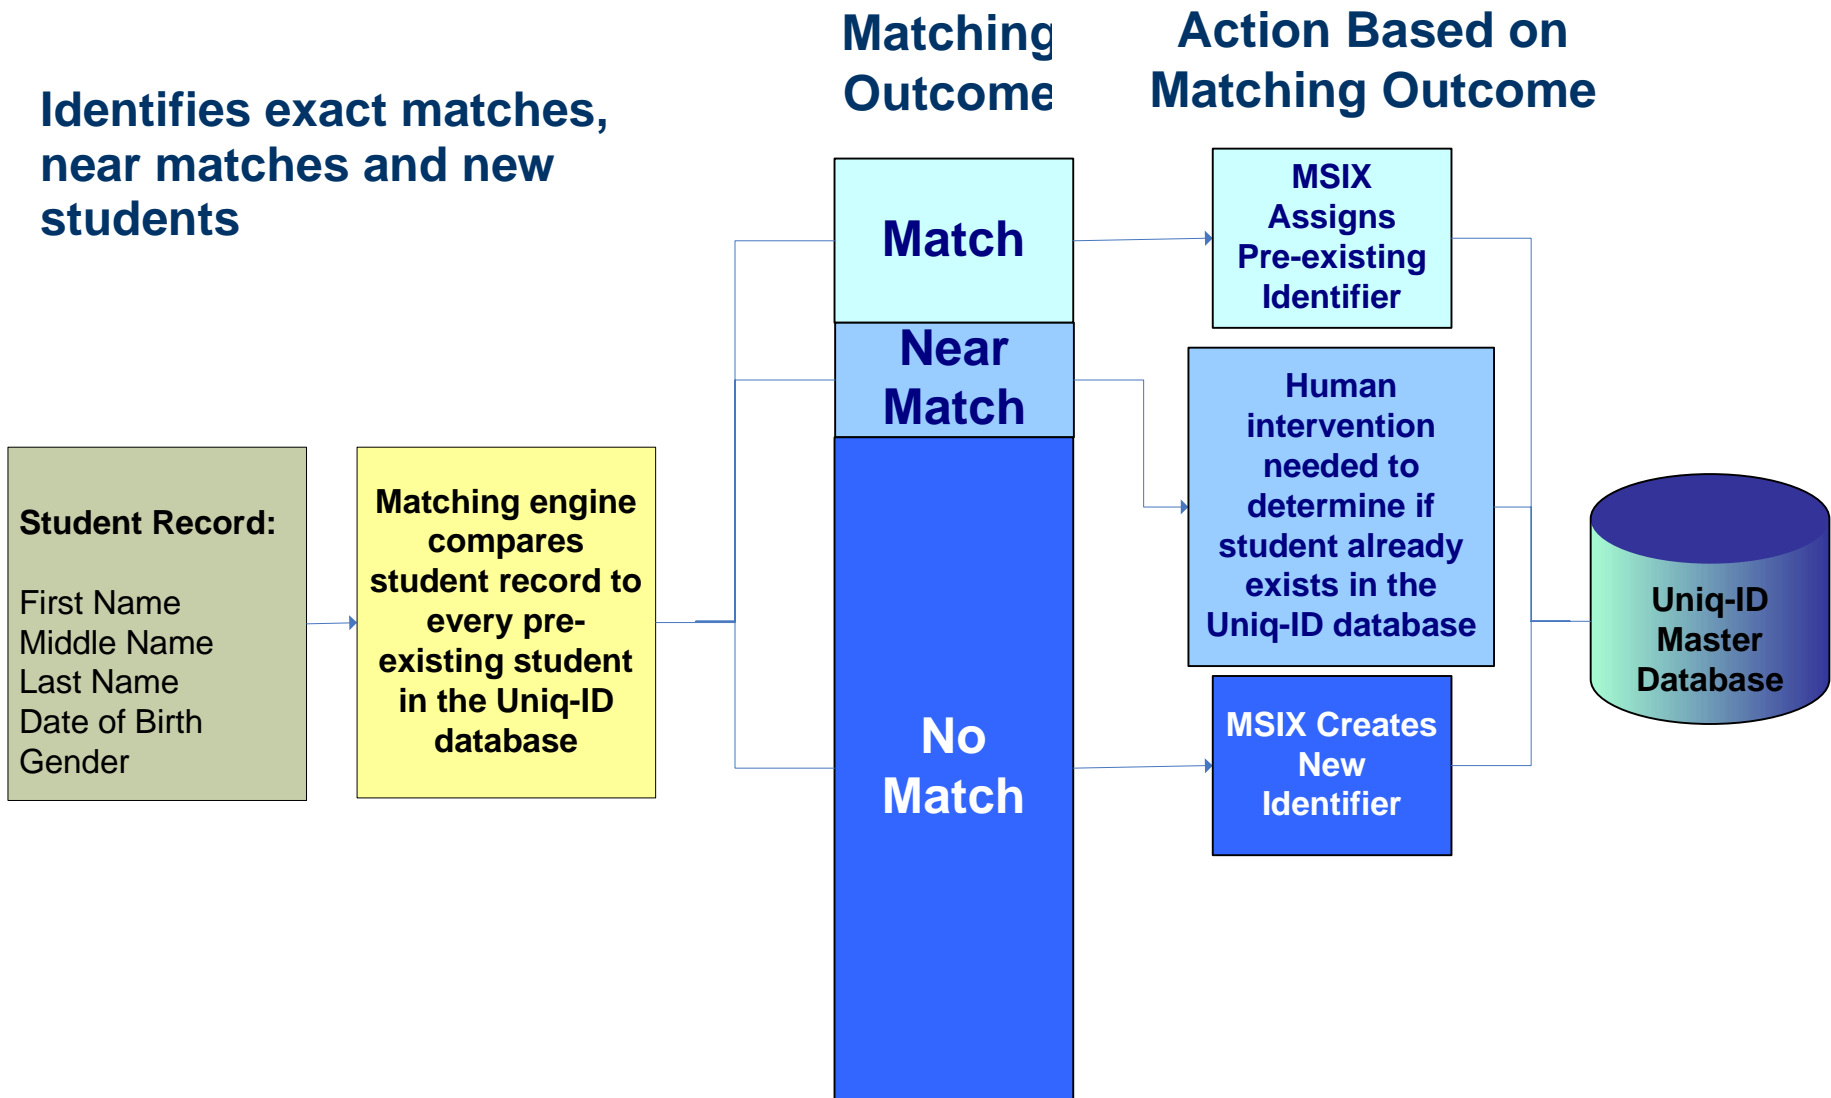 Identifies exact matches,
near matches and new
students
Matching
Outcome
Action Based on
Matching Outcome
Student Record:
First Name
Middle Name
Last Name
Date of Birth
Gender
Matching engine
compares
student record to
every pre-
existing student
in the Uniq-ID
database
Match
Near
Match
No
Match
MSIX
Assigns
Pre-existing
Identifier
Human
intervention
needed to
determine if
student already
exists in the
Uniq-ID database
MSIX Creates
New
Identifier
Uniq-ID
Master
Database